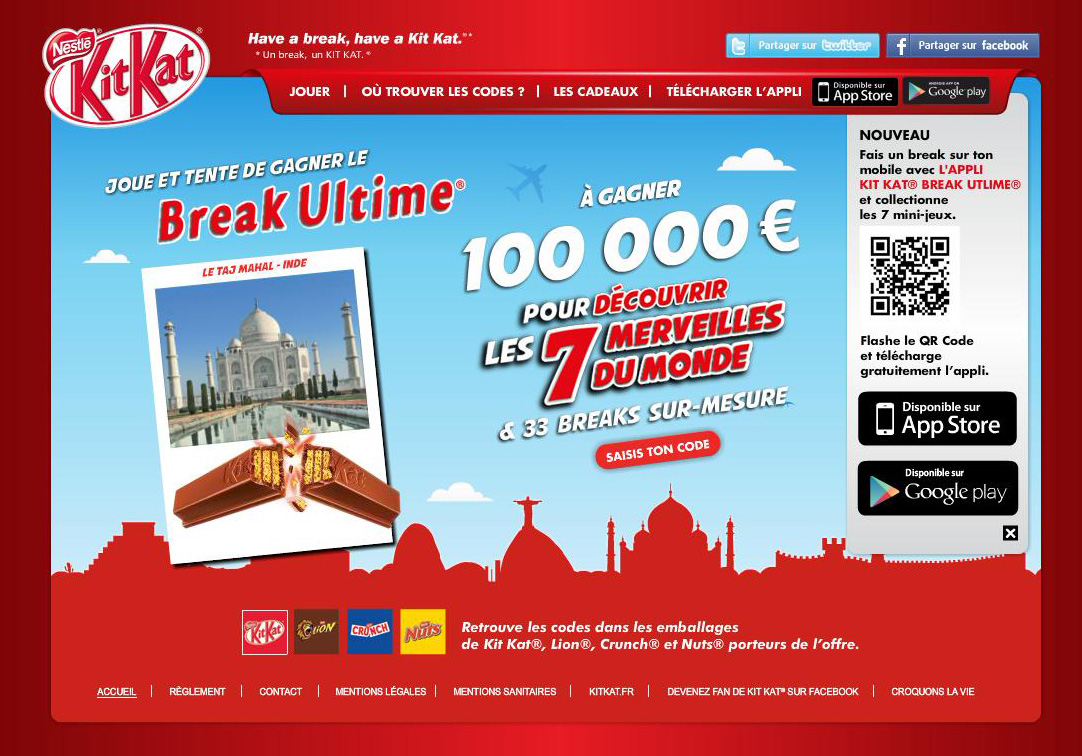 Nestlé
KitKat
Have a break, have a Kit Kat.®*
* Un break, un KIT KAT. *
Partager sur twitter
Partager sur facebook
JOUER | OÙ TROUVER LES CODES ? | LES CADEAUX | TÉLÉCHARGER L'APPLI
Disponible sur
App Store
ANDROID APP ON
Google play
JOUE ET TENTE DE GAGNER LE
Break Ultime®
LE TAJ MAHAL - INDE
À GAGNER
100 000 €
POUR DÉCOUVRIR
LES 7 MERVEILLES
DU MONDE
& 33 BREAKS SUR-MESURE
SAISIS TON CODE
NOUVEAU
Fais un break sur ton
mobile avec L'APPLI
KIT KAT® BREAK UTLIME®
et collectionne
les 7 mini-jeux.
Flashe le QR Code
et télécharge
gratuitement l'appli.
Disponible sur
App Store
Disponible sur
Google play
KitKat
LION
CRUNCH
Nuts
Retrouve les codes dans les emballages
de Kit Kat®, Lion®, Crunch® et Nuts® porteurs de l'offre.
ACCUEIL | RÈGLEMENT | CONTACT | MENTIONS LÉGALES | MENTIONS SANITAIRES | KITKAT.FR | DEVENEZ FAN DE KIT KAT® SUR FACEBOOK | CROQUONS LA VIE